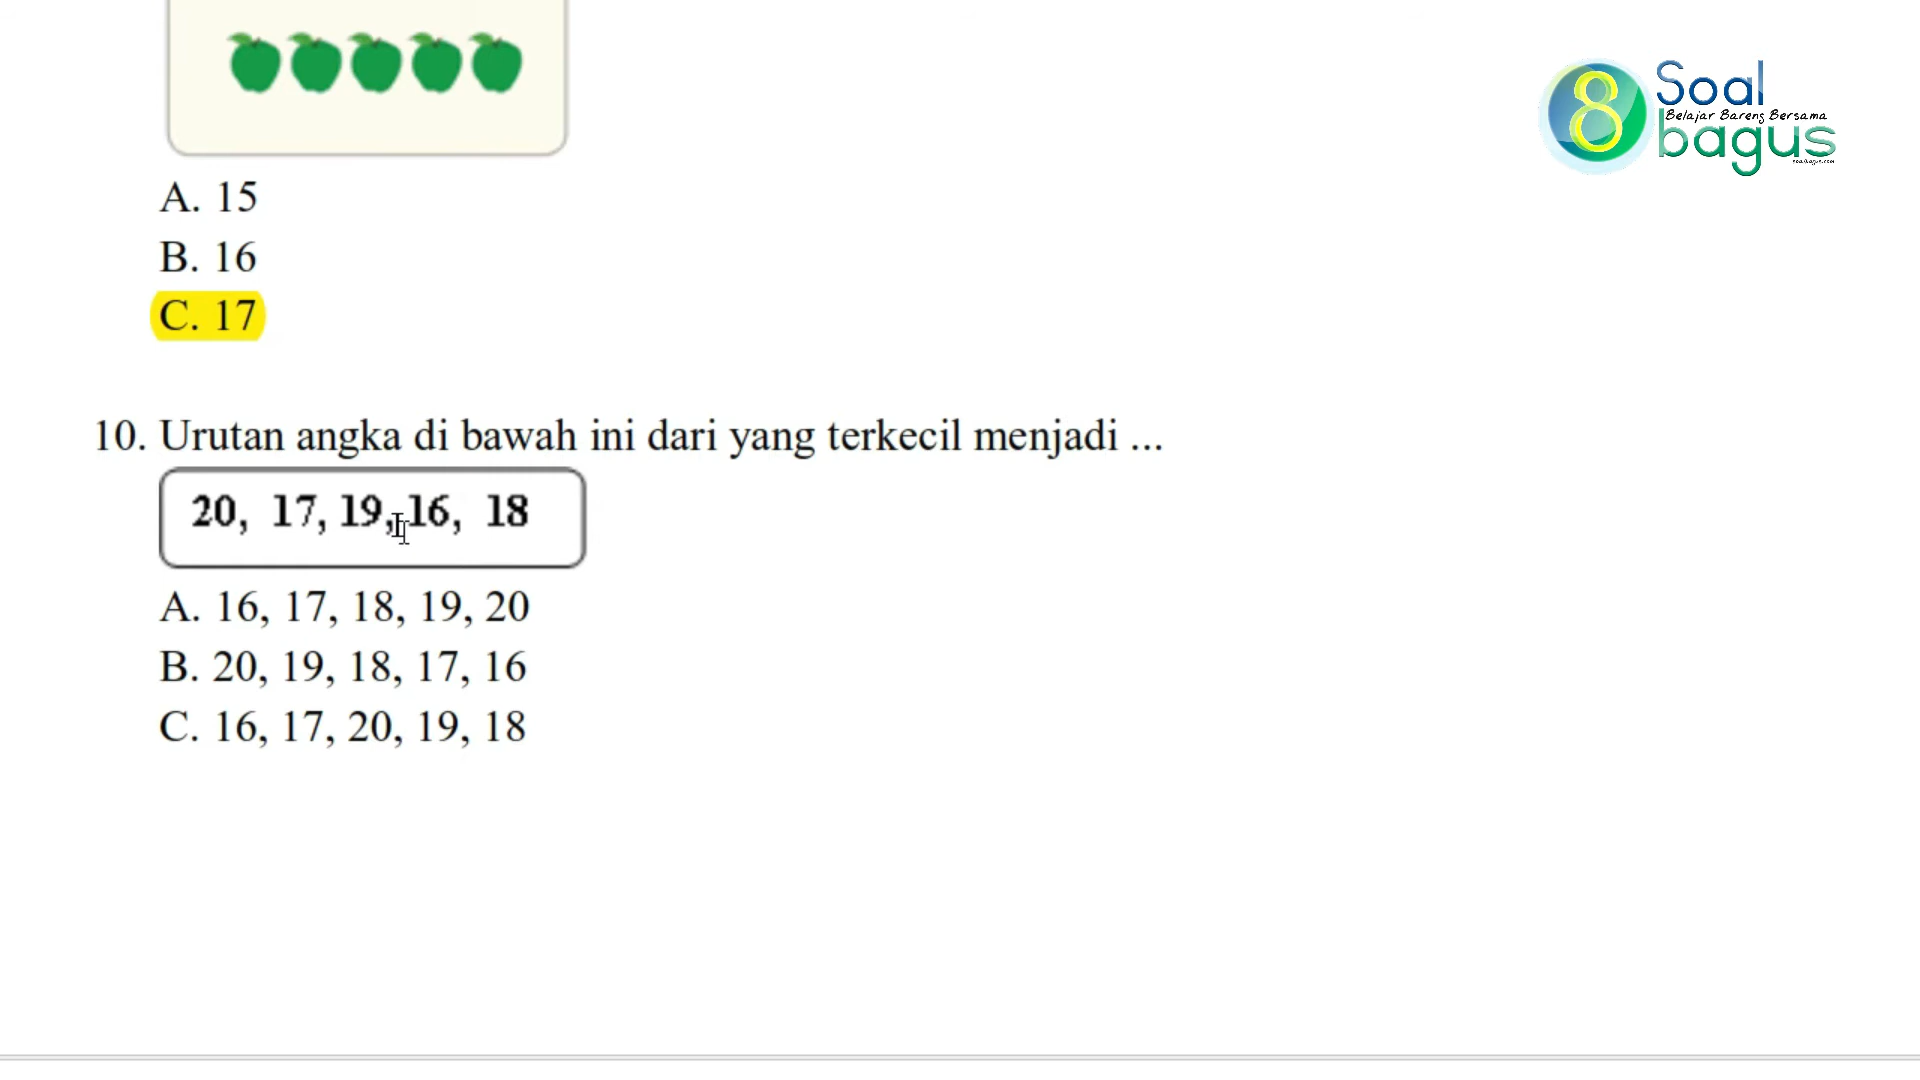 Soal
Belajar Bareng Bersama
bagus
8
A. 15
B. 16
C. 17
10. Urutan angka di bawah ini dari yang terkecil menjadi ...
20, 17, 19, 16, 18
A. 16, 17, 18, 19, 20
B. 20, 19, 18, 17, 16
C. 16, 17, 20, 19, 18